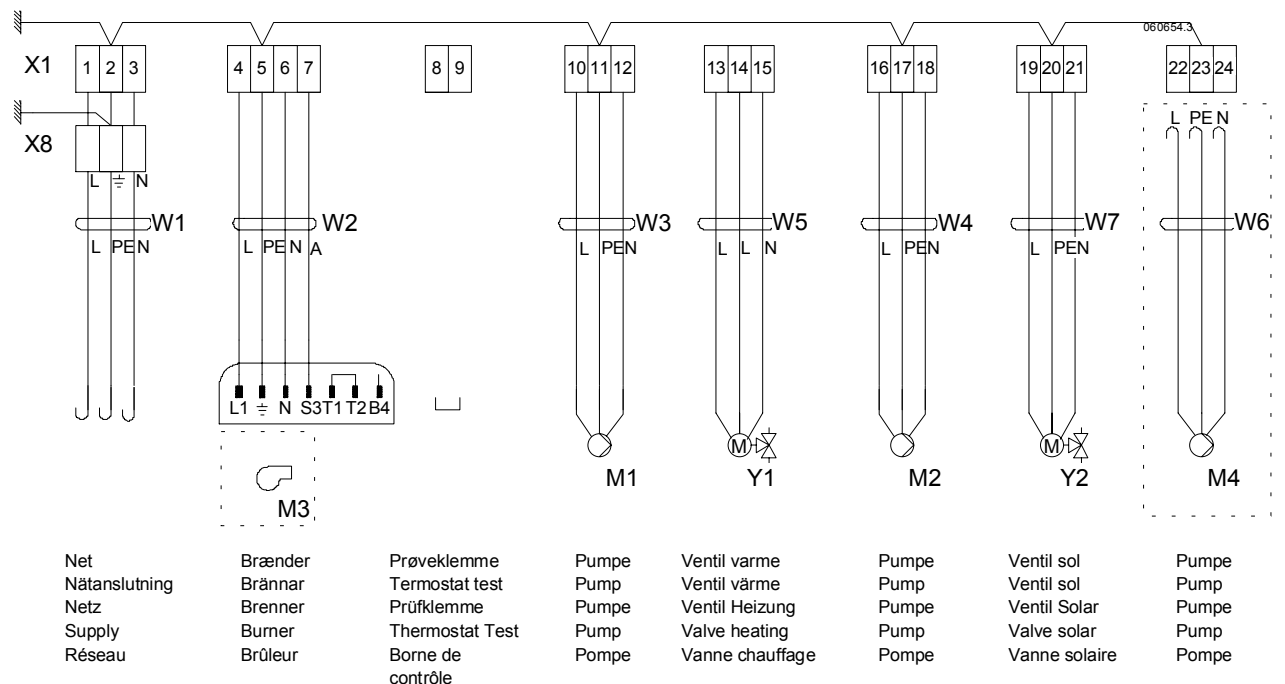 060654.3
X1 1 2 3 4 5 6 7 8 9 10 11 12 13 14 15 16 17 18 19 20 21 22 23 24
L PE N
X8
L N
W1 W2 W3 W5 W4 W7 W6
L PE N L PE N A L PE N L L N L PE N L PE N
L1 N S3 T1 T2 B4
M M
M1 Y1 M2 Y2 M4
M3
Net Brænder Prøveklemme Pumpe Ventil varme Pumpe Ventil sol Pumpe
Nätanslutning Brännar Termostat test Pump Ventil värme Pump Ventil sol Pump
Netz Brenner Prüfklemme Pumpe Ventil Heizung Pumpe Ventil Solar Pumpe
Supply Burner Thermostat Test Pump Valve heating Pump Valve solar Pump
Réseau Brûleur Borne de Pompe Vanne chauffage Pompe Vanne solaire Pompe
contrôle